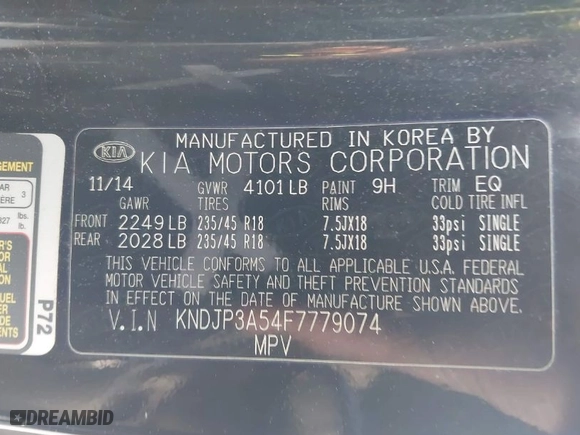 MANUFACTURED IN KOREA BY
KIA KIA MOTORS CORPORATION
11/14 GVWR 4101 LB PAINT 9H TRIM EQ
GAWR TIRES RIMS COLD TIRE INFL
FRONT 2249 LB 235/45 R18 7.5JX18 33psi SINGLE
REAR 2028 LB 235/45 R18 7.5JX18 33psi SINGLE
THIS VEHICLE CONFORMS TO ALL APPLICABLE U.S.A. FEDERAL
MOTOR VEHICLE SAFETY AND THEFT PREVENTION STANDARDS
IN EFFECT ON THE DATE OF MANUFACTURE SHOWN ABOVE.
V.I.N KNDJP3A54F7779074
MPV
P72
DREAMBID